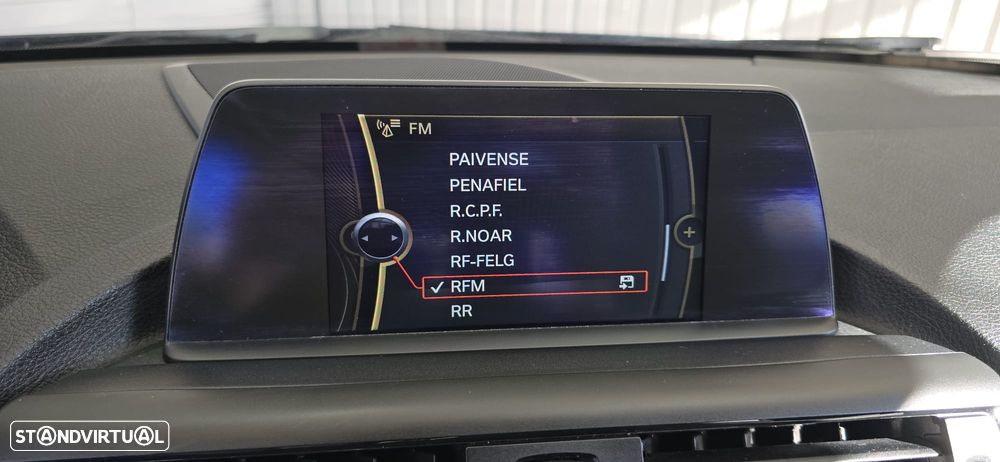 FM
PAIVENSE
PENAFIEL
R.C.P.F.
R.NOAR
RF-FELG
RFM
RR
STANDVIRTUAL